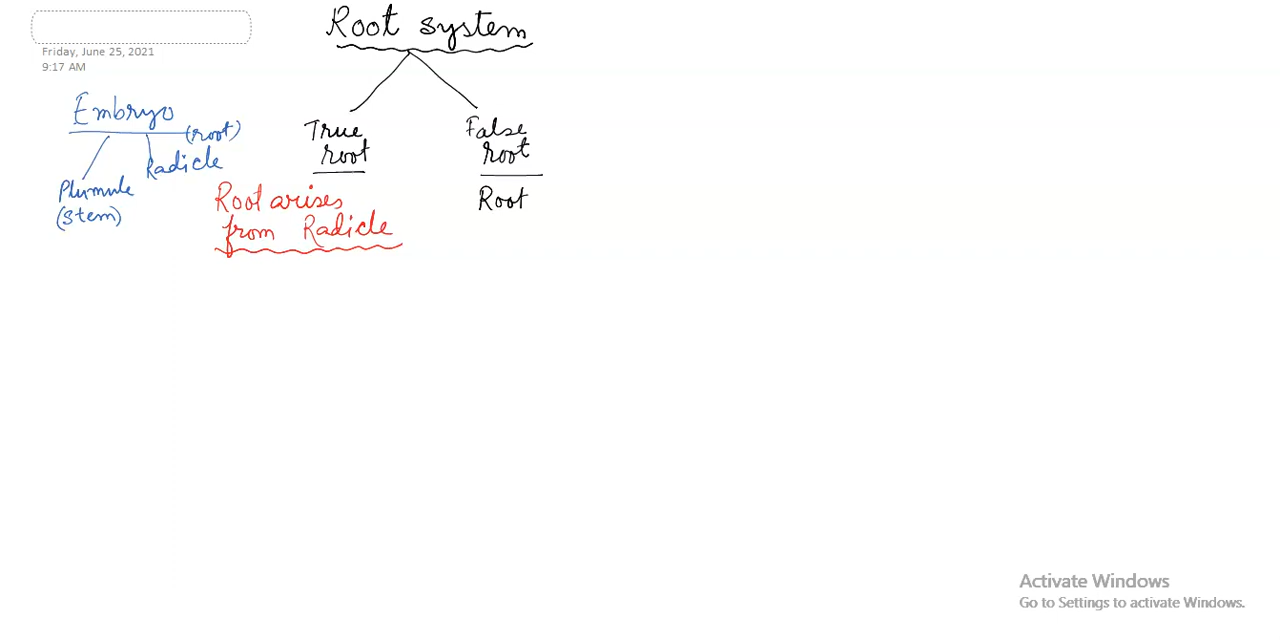 Root system
Friday, June 25, 2021
9:17 AM
Embryo
(root)
Radicle
Plumule
(stem)
True
root
Root arises
from Radicle
False
root
Root
Activate Windows
Go to Settings to activate Windows.